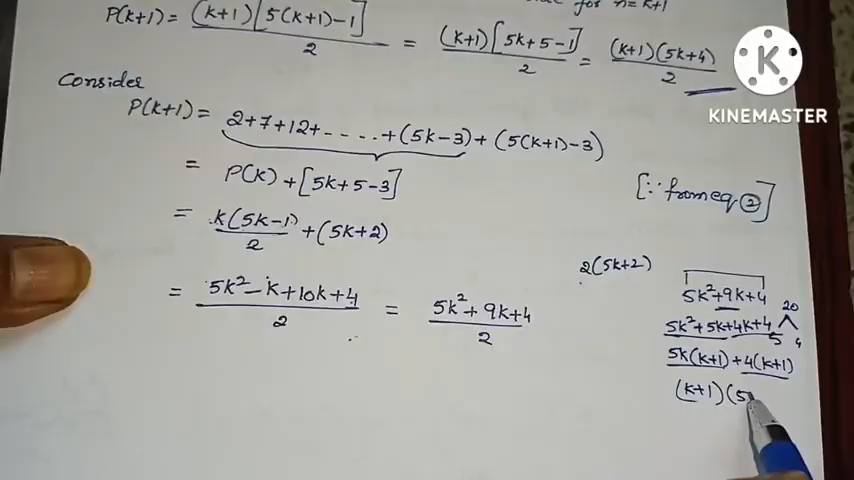 for n=k+1
P(k+1) = (k+1)[5(k+1)-1]/2 = (k+1)[5k+5-1]/2 = (k+1)(5k+4)/2
KINEMASTER
Consider
P(k+1) = 2+7+12+-----+(5k-3)+(5(k+1)-3)
= P(k)+[5k+5-3]
[∵ from eq ②]
= k(5k-1)/2 +(5k+2)
2(5k+2)
= 5k²-k+10k+4/2 = 5k²+9k+4/2
5k²+9k+4
20
5k²+5k+4k+4
5 4
5k(k+1)+4(k+1)
(k+1)(5